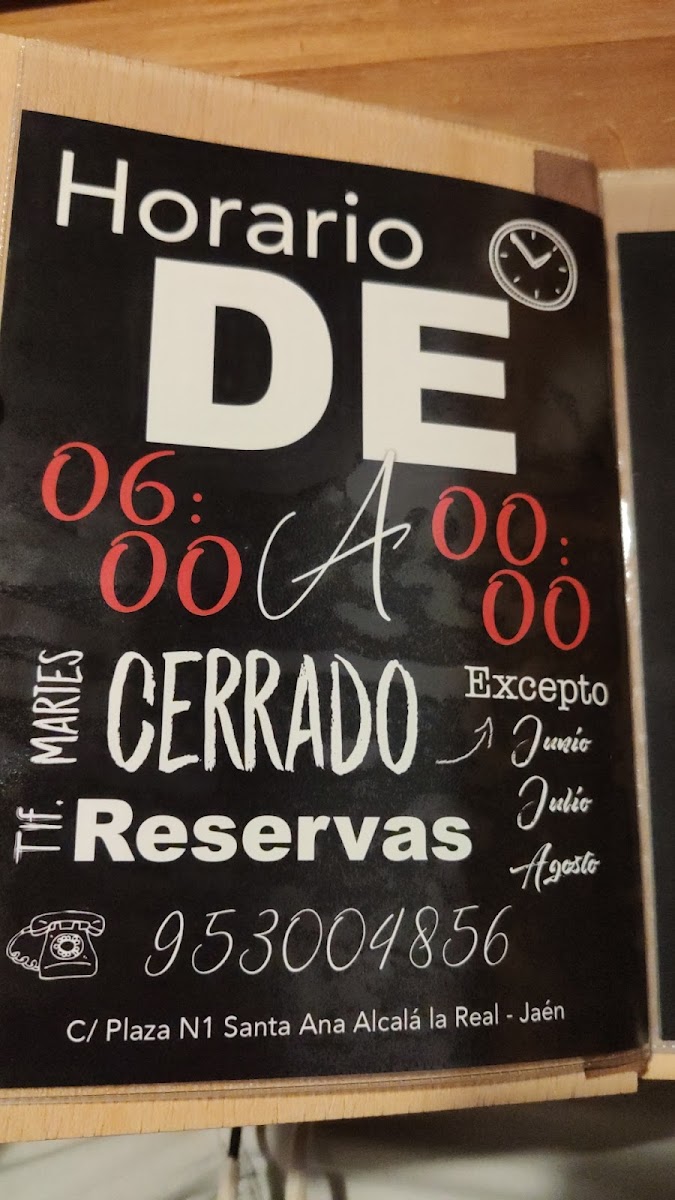 Horario
DE
06:00 A 00:00
MARTES CERRADO
Excepto
Junio
Julio
Agosto
Tlf. Reservas
953004856
C/ Plaza N1 Santa Ana Alcalá la Real - Jaén